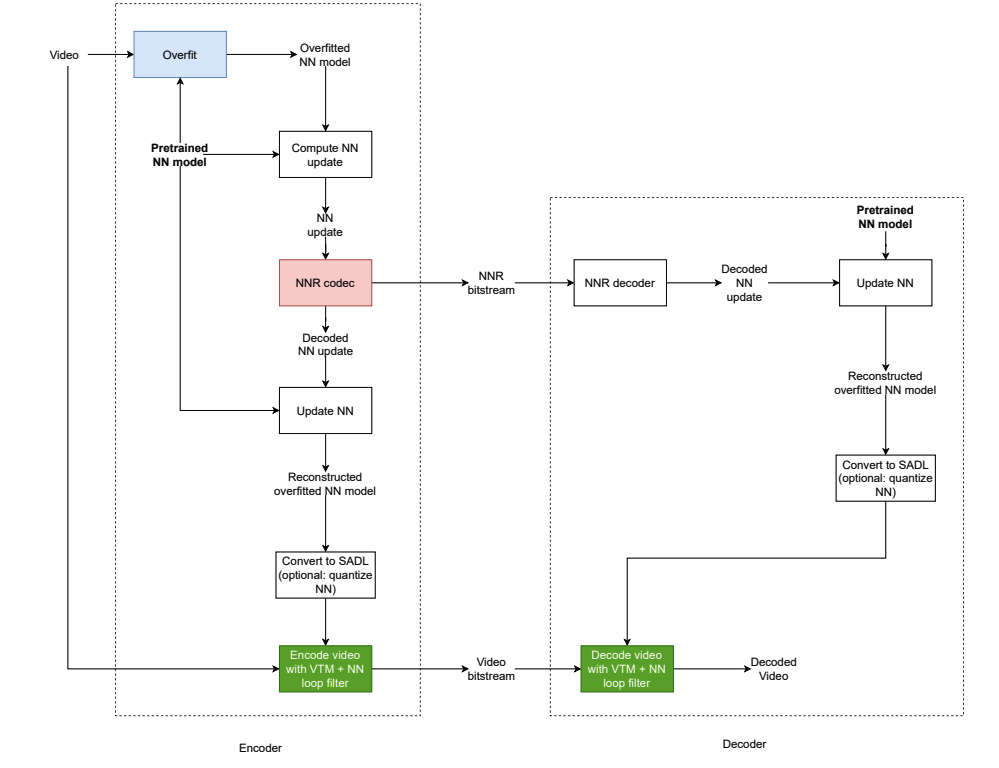 Video
Overfit
Overfitted
NN model
Pretrained
NN model
Compute NN
update
NN
update
NNR codec
NNR
bitstream
Decoded
NN update
Update NN
Reconstructed
overfitted NN model
Convert to SADL
(optional: quantize
NN)
Encode video
with VTM + NN
loop filter
Video
bitstream
Encoder
Pretrained
NN model
NNR decoder
Decoded
NN
update
Update NN
Reconstructed
overfitted NN model
Convert to SADL
(optional: quantize
NN)
Decode video
with VTM + NN
loop filter
Decoded
Video
Decoder